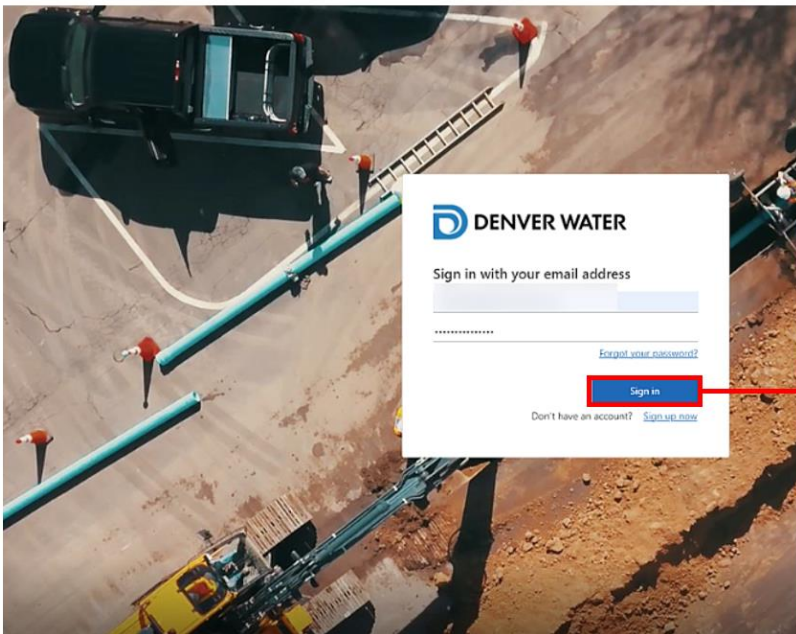 DENVER WATER
Sign in with your email address
Forgot your password?
Sign in
Don't have an account? Sign up now